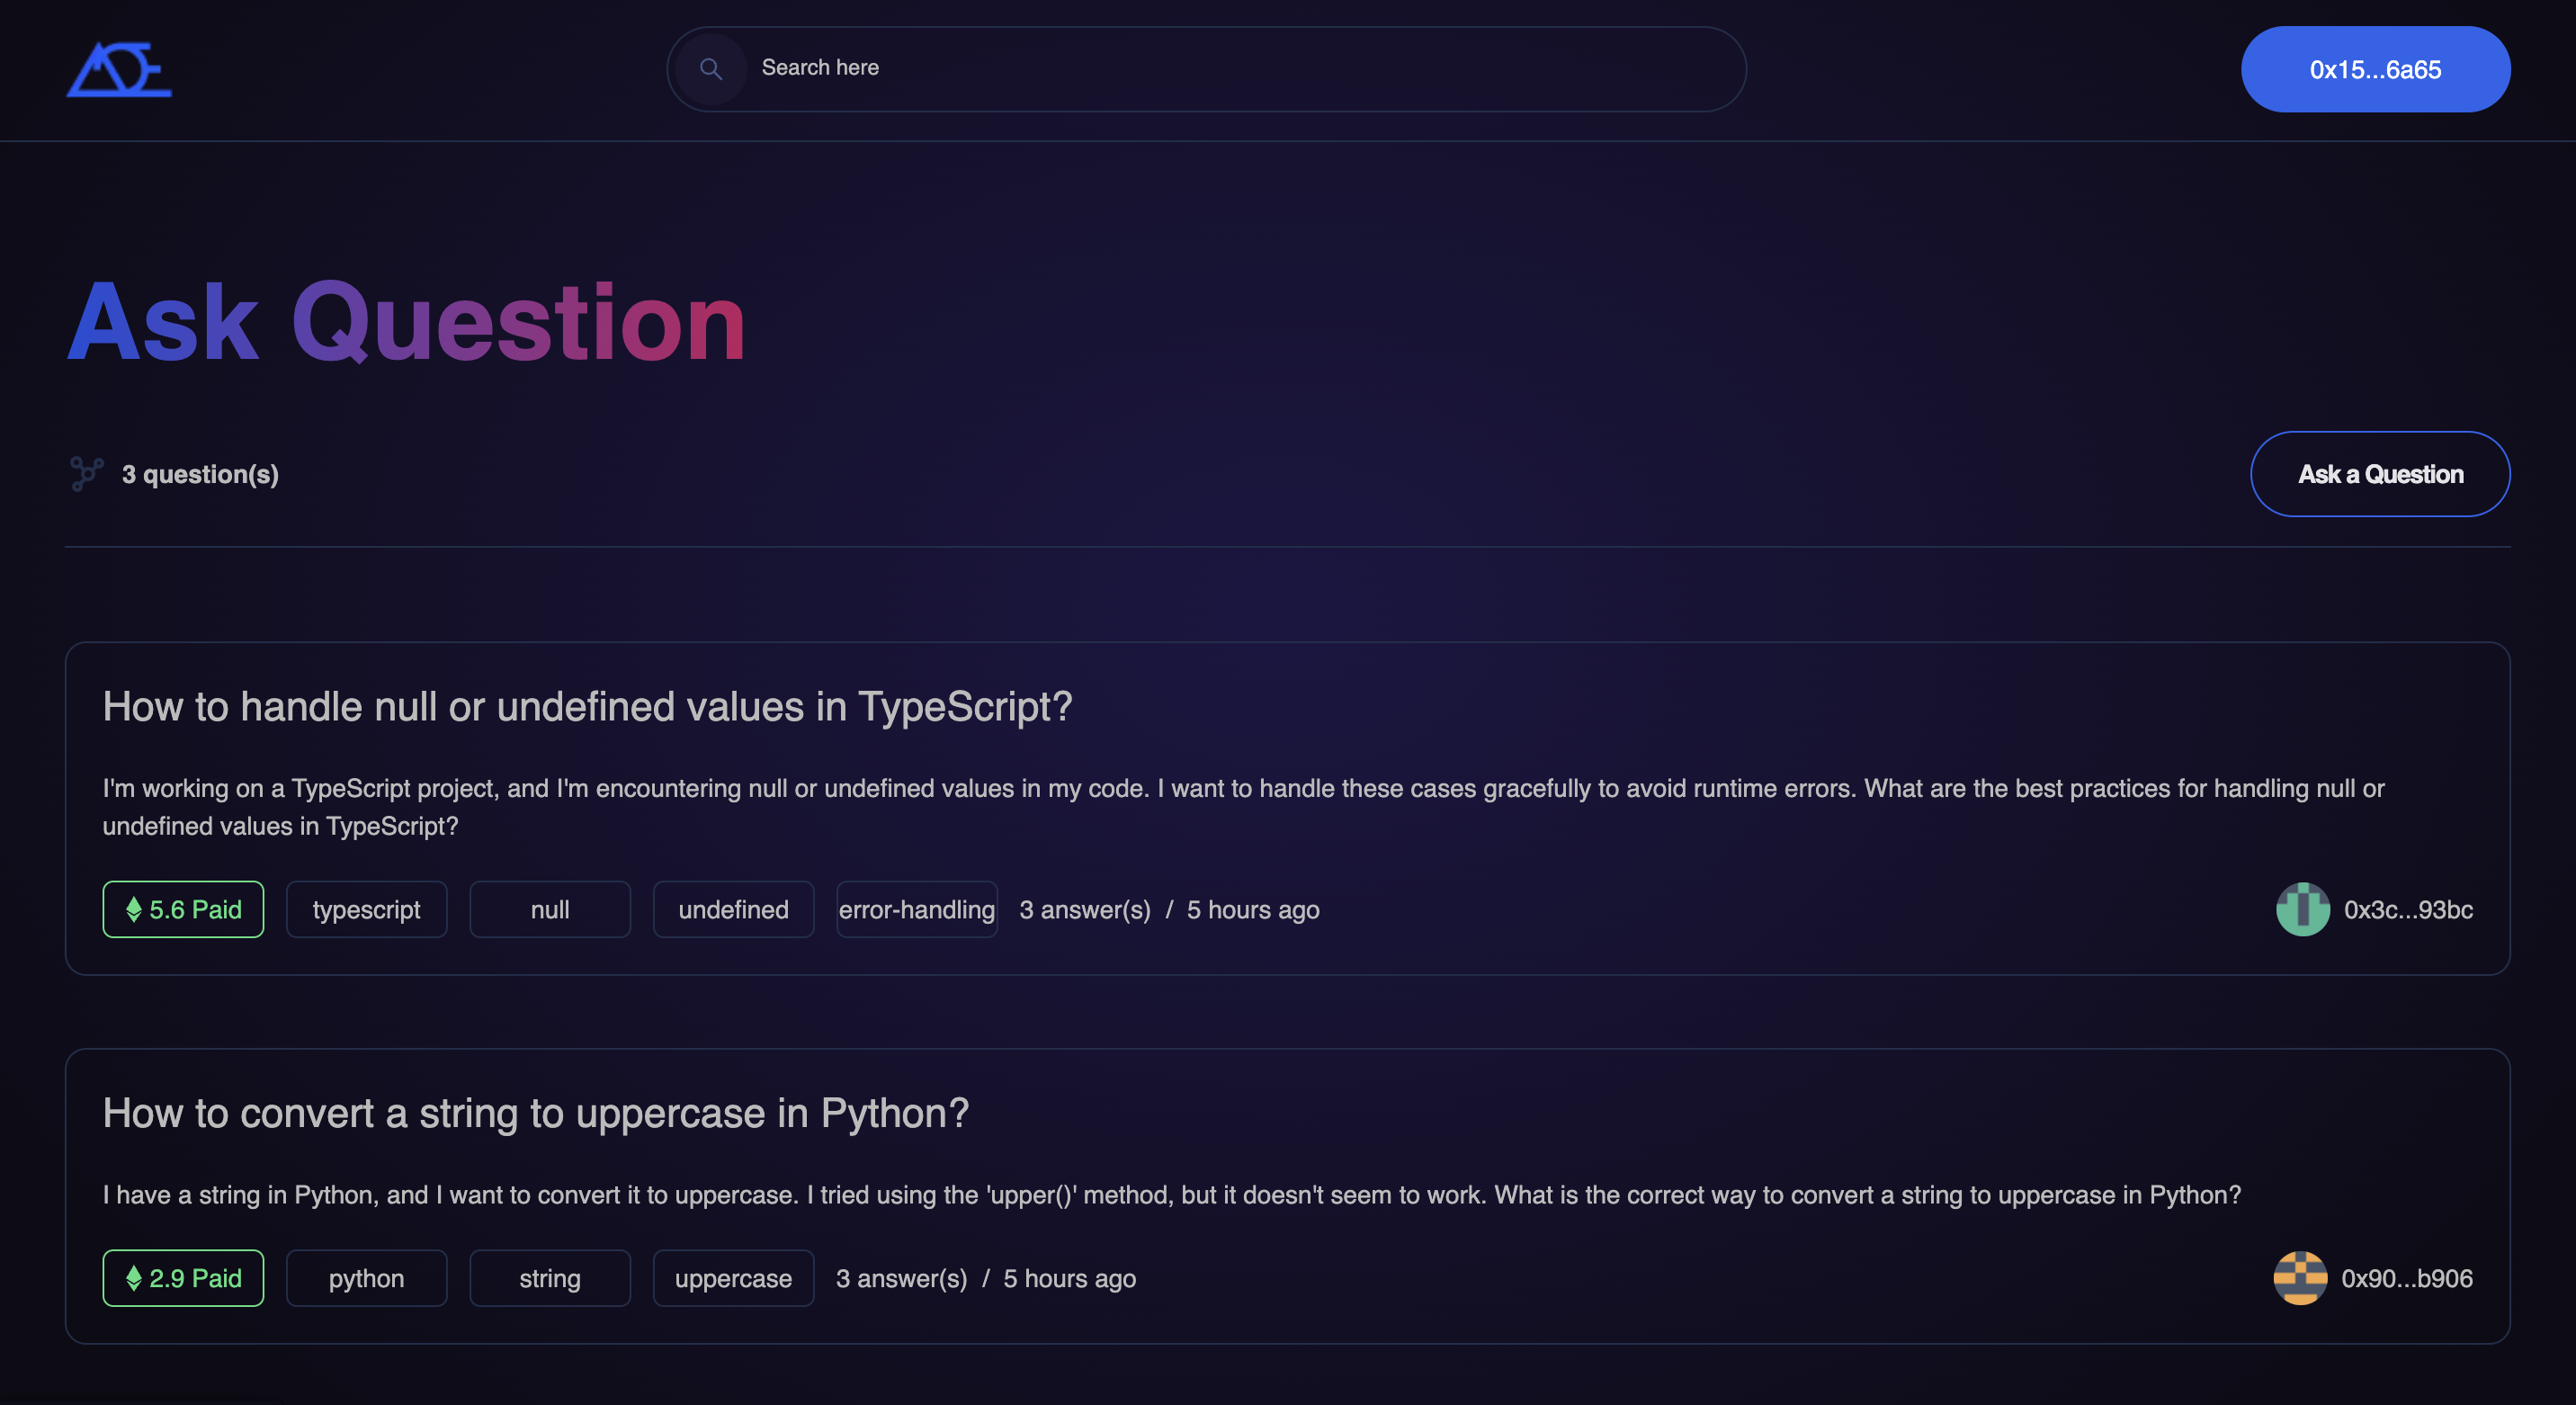 Search here
0x15...6a65
Ask Question
3 question(s)
Ask a Question
How to handle null or undefined values in TypeScript?
I'm working on a TypeScript project, and I'm encountering null or undefined values in my code. I want to handle these cases gracefully to avoid runtime errors. What are the best practices for handling null or
undefined values in TypeScript?
5.6 Paid typescript null undefined error-handling 3 answer(s) / 5 hours ago 0x3c...93bc
How to convert a string to uppercase in Python?
I have a string in Python, and I want to convert it to uppercase. I tried using the 'upper()' method, but it doesn't seem to work. What is the correct way to convert a string to uppercase in Python?
2.9 Paid python string uppercase 3 answer(s) / 5 hours ago 0x90...b906